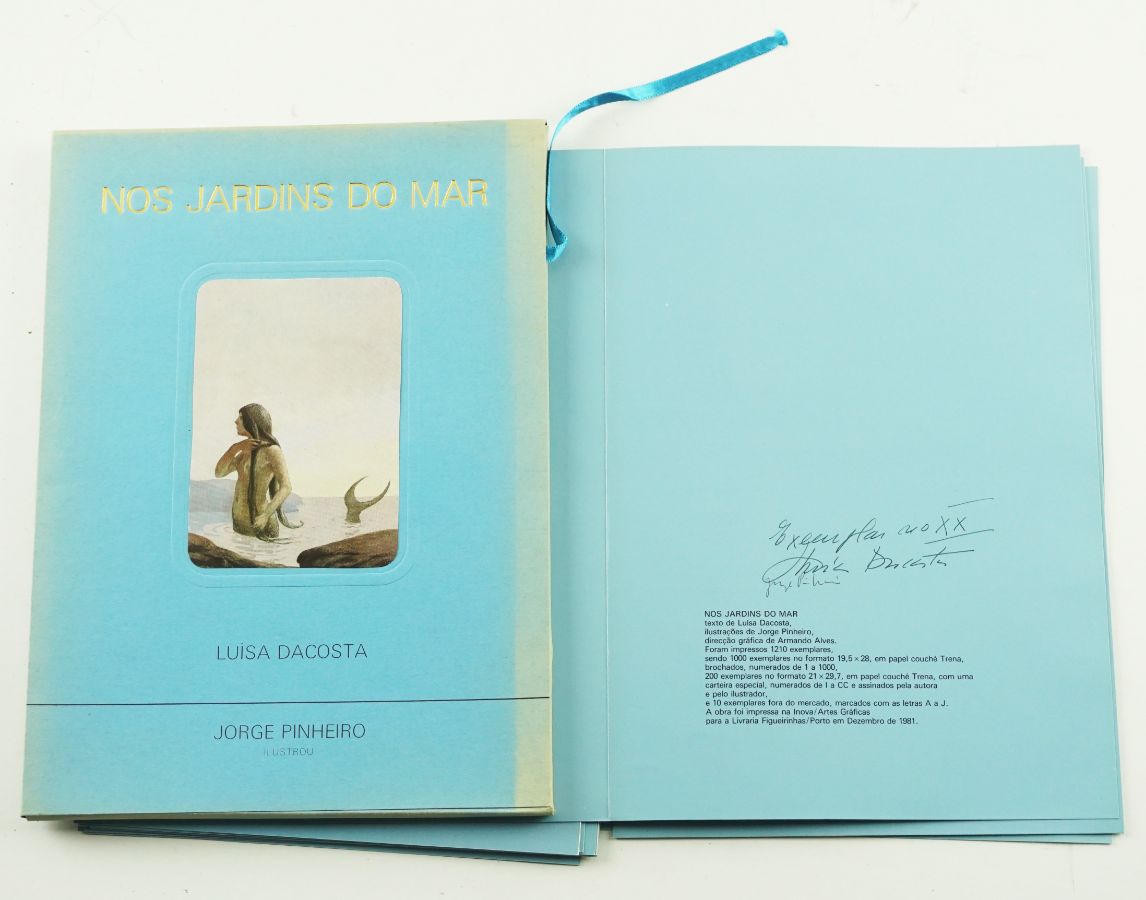 NOS JARDINS DO MAR
LUÍSA DACOSTA
JORGE PINHEIRO
ILUSTROU
Exemplar no XX
Luísa Dacosta
Jorge Pinheiro
NOS JARDINS DO MAR
texto de Luísa Dacosta,
ilustrações de Jorge Pinheiro,
direcção gráfica de Armando Alves.
Foram impressos 1210 exemplares,
sendo 1000 exemplares no formato 19,5 × 28, em papel couché Trena,
brochados, numerados de 1 a 1000,
200 exemplares no formato 21 × 29,7, em papel couché Trena, com uma
carteira especial, numerados de I a CC e assinados pela autora
e pelo ilustrador,
e 10 exemplares fora do mercado, marcados com as letras A a J.
A obra foi impressa na Inova/Artes Gráficas
para a Livraria Figueirinhas/Porto em Dezembro de 1981.